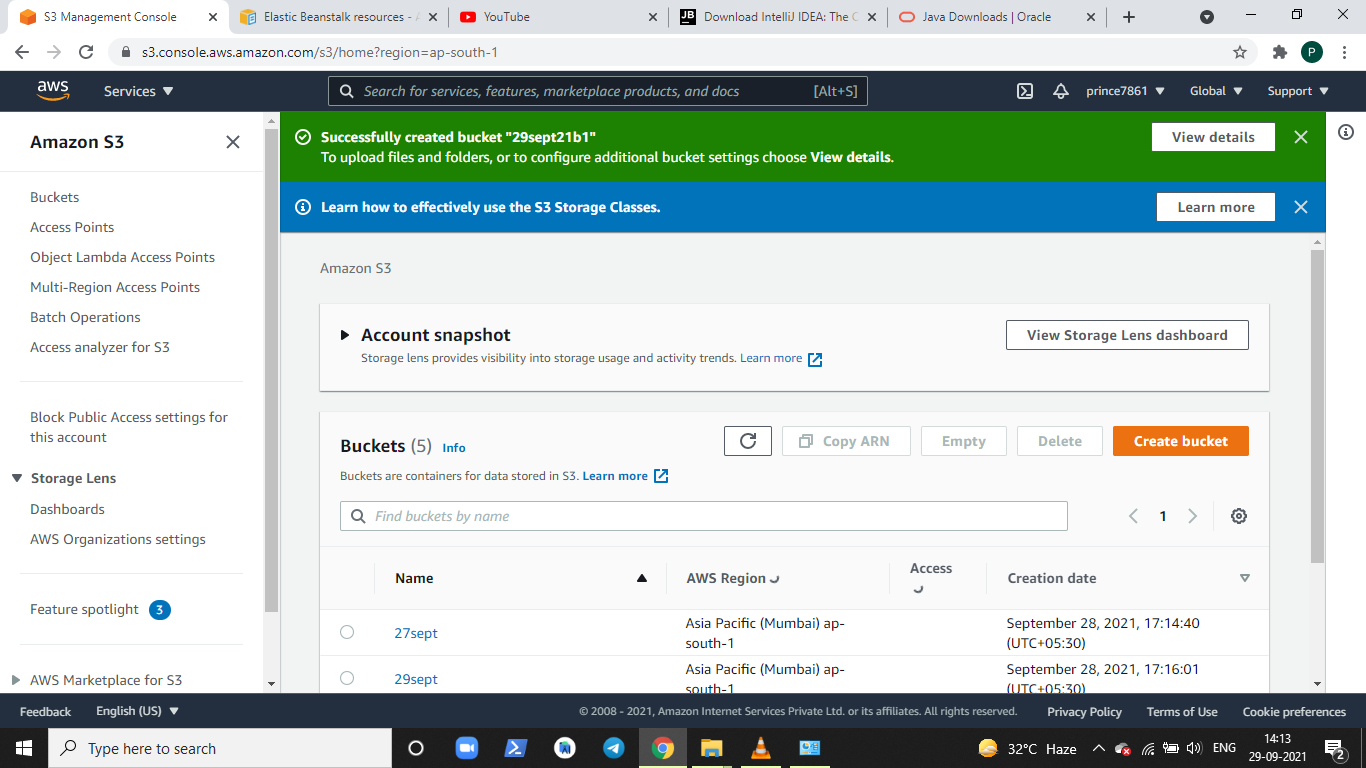 S3 Management Console
Elastic Beanstalk resources - A
YouTube
JB
Download IntelliJ IDEA: The C
Java Downloads | Oracle
s3.console.aws.amazon.com/s3/home?region=ap-south-1
P
aws
Services
Search for services, features, marketplace products, and docs
[Alt+S]
prince7861
Global
Support
Amazon S3
Buckets
Access Points
Object Lambda Access Points
Multi-Region Access Points
Batch Operations
Access analyzer for S3
Block Public Access settings for
this account
Storage Lens
Dashboards
AWS Organizations settings
Feature spotlight 3
AWS Marketplace for S3
Successfully created bucket "29sept21b1"
To upload files and folders, or to configure additional bucket settings choose View details.
View details
Learn how to effectively use the S3 Storage Classes.
Learn more
Amazon S3
Account snapshot
Storage lens provides visibility into storage usage and activity trends. Learn more
View Storage Lens dashboard
Buckets (5) Info
Copy ARN
Empty
Delete
Create bucket
Buckets are containers for data stored in S3. Learn more
Find buckets by name
1
Name
AWS Region
Access
Creation date
27sept
Asia Pacific (Mumbai) ap-
south-1
September 28, 2021, 17:14:40
(UTC+05:30)
29sept
Asia Pacific (Mumbai) ap-
south-1
September 28, 2021, 17:16:01
(UTC+05:30)
Feedback
English (US)
© 2008 - 2021, Amazon Internet Services Private Ltd. or its affiliates. All rights reserved.
Privacy Policy
Terms of Use
Cookie preferences
Type here to search
32°C Haze
ENG
14:13
29-09-2021
2